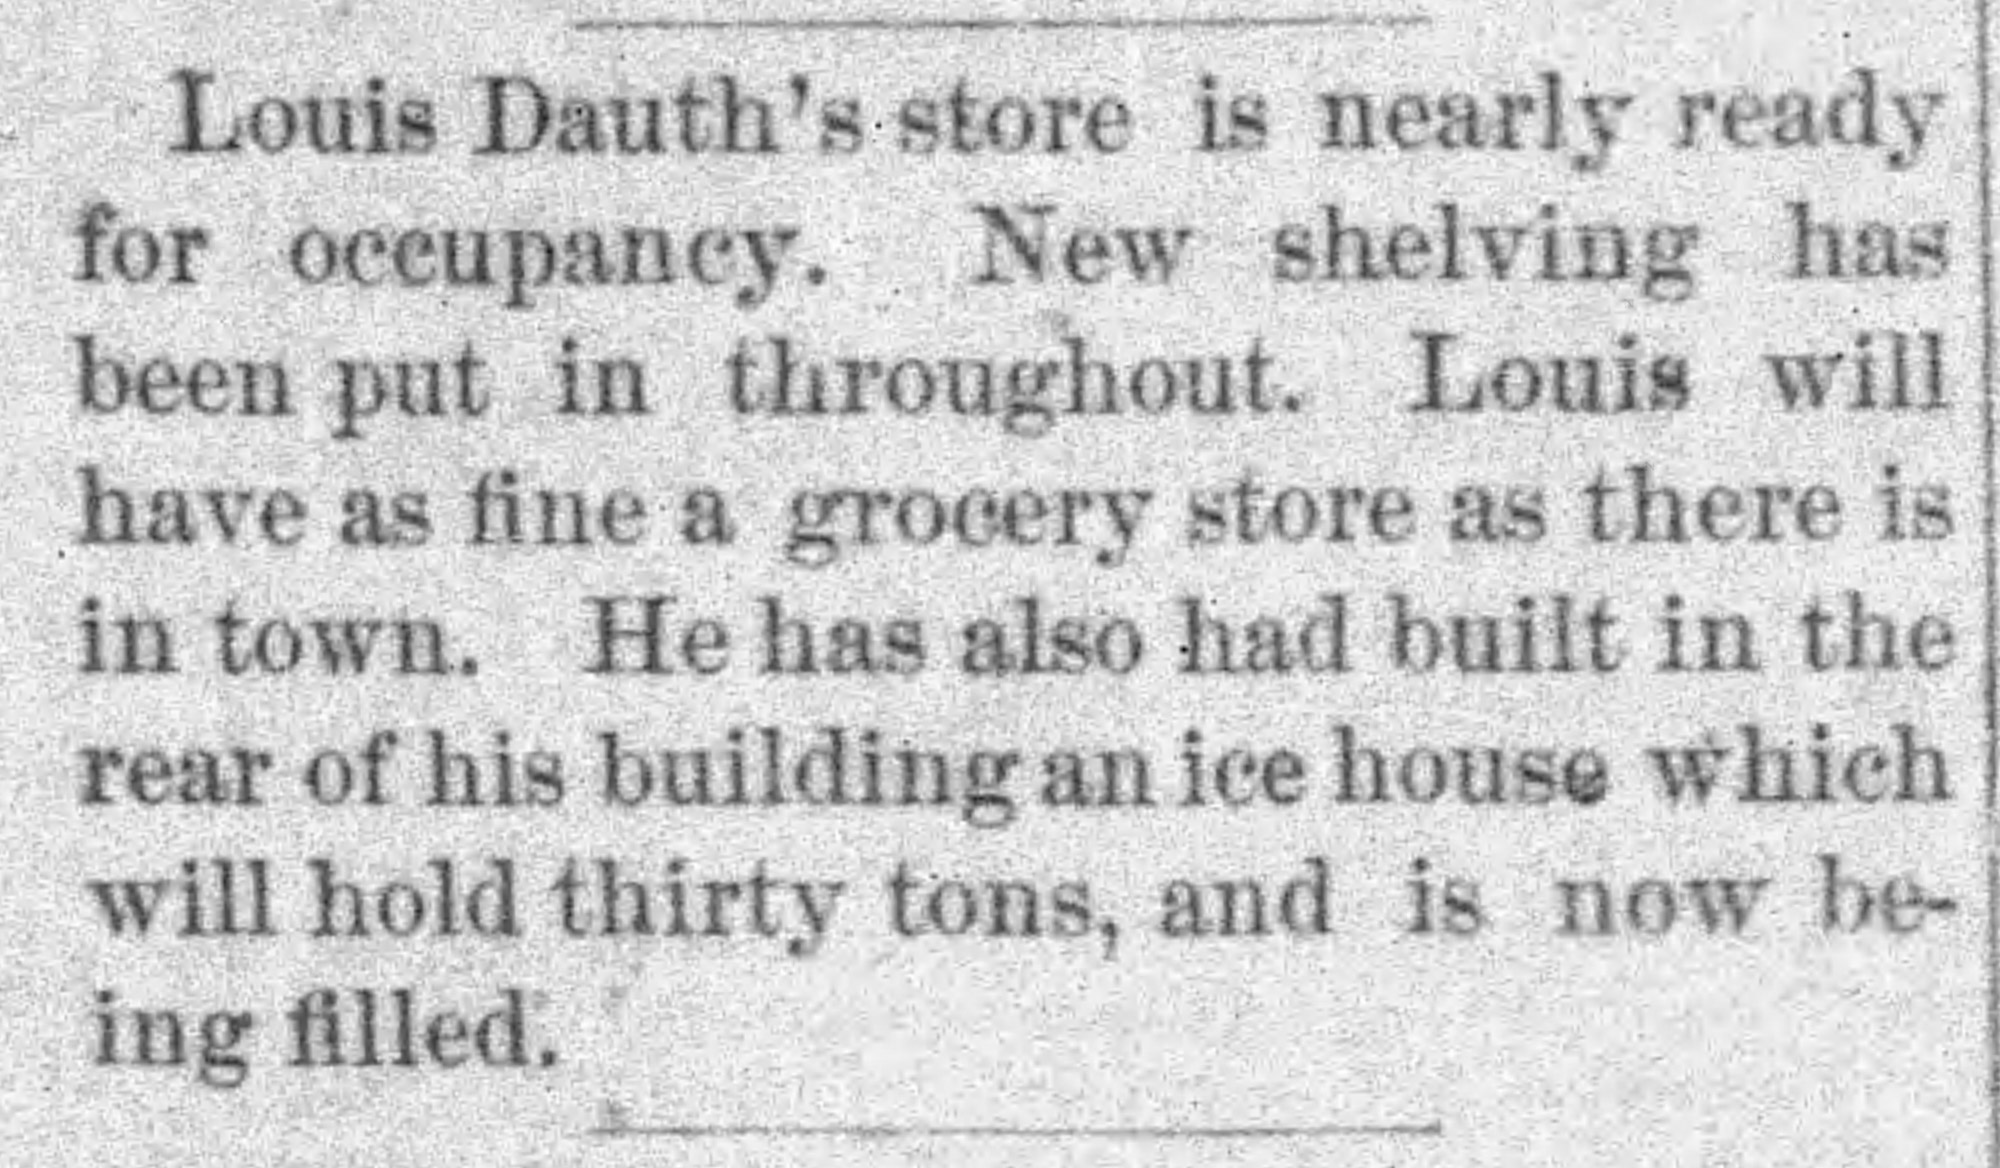 Louis Dauth's store is nearly ready
for occupancy. New shelving has
been put in throughout. Louis will
have as fine a grocery store as there is
in town. He has also had built in the
rear of his building an ice house which
will hold thirty tons, and is now be-
ing filled.